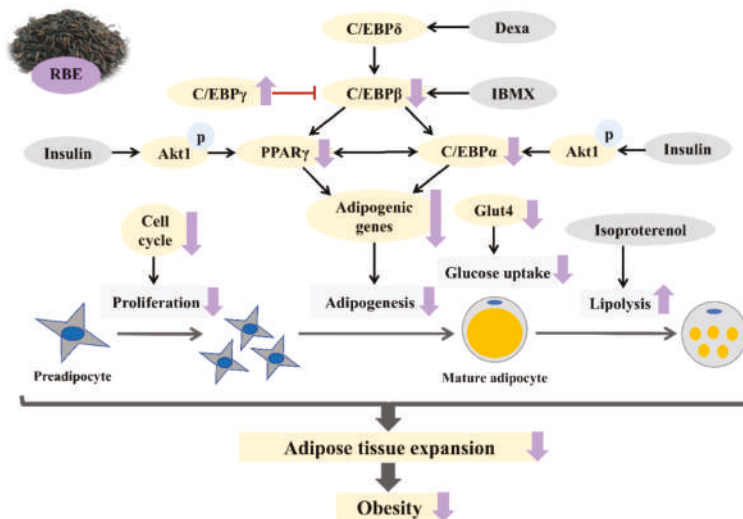 C/EBPδ
Dexa
RBE
C/EBPγ
C/EBPβ
IBMX
p
p
Insulin
Akt1
PPARγ
C/EBPα
Akt1
Insulin
Cell
cycle
Adipogenic
genes
Glut4
Isoproterenol
Glucose uptake
Proliferation
Adipogenesis
Lipolysis
Preadipocyte
Mature adipocyte
Adipose tissue expansion
Obesity